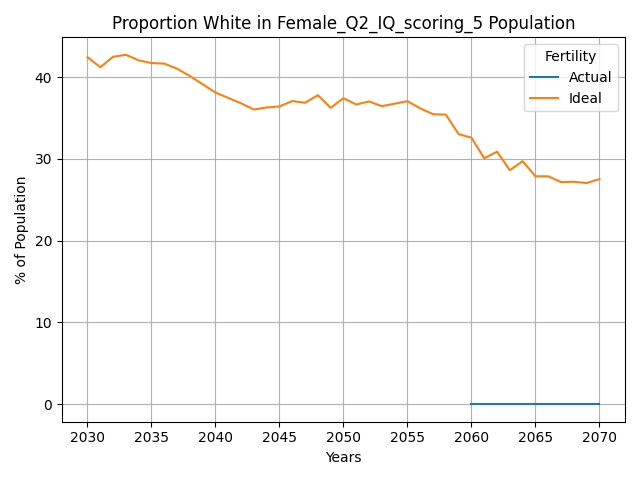 Proportion White in Female_Q2_IQ_scoring_5 Population
Fertility
Actual
Ideal
% of Population
40
30
20
10
0
2030 2035 2040 2045 2050 2055 2060 2065 2070
Years